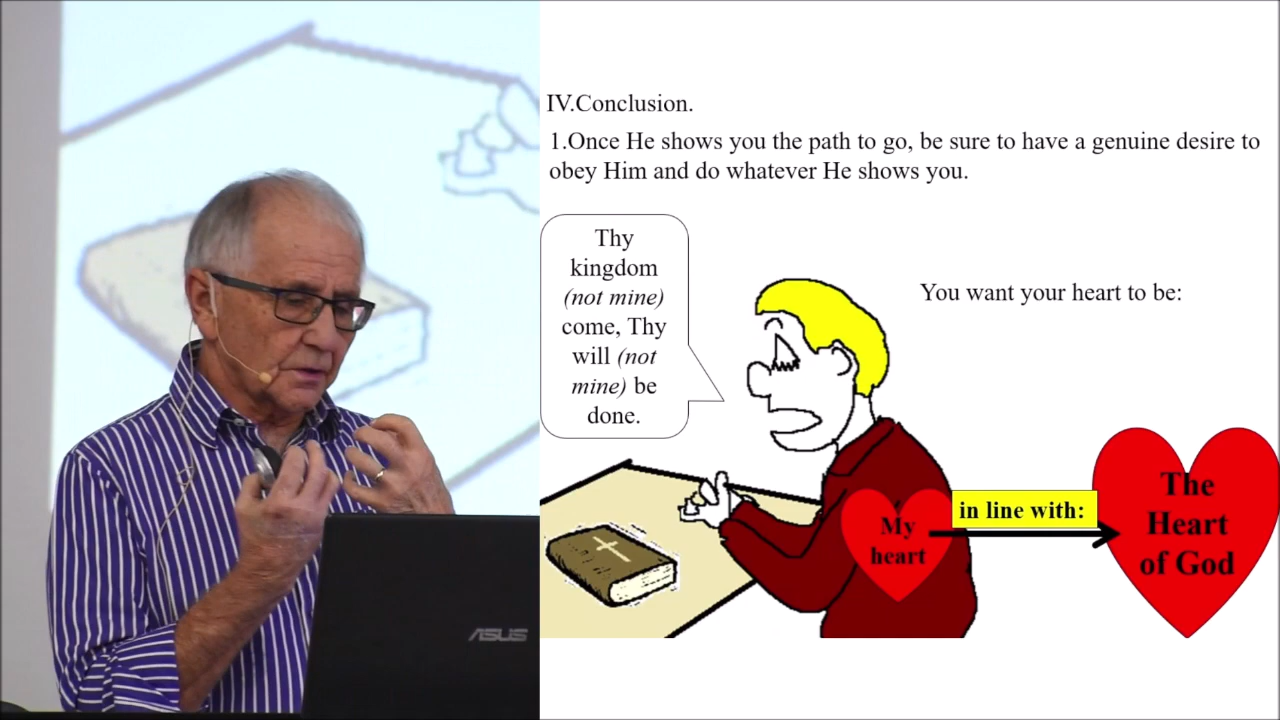 IV.Conclusion.
1.Once He shows you the path to go, be sure to have a genuine desire to
obey Him and do whatever He shows you.
Thy
kingdom
(not mine)
come, Thy
will (not
mine) be
done.
You want your heart to be:
My
heart
in line with:
The
Heart
of God
ASUS